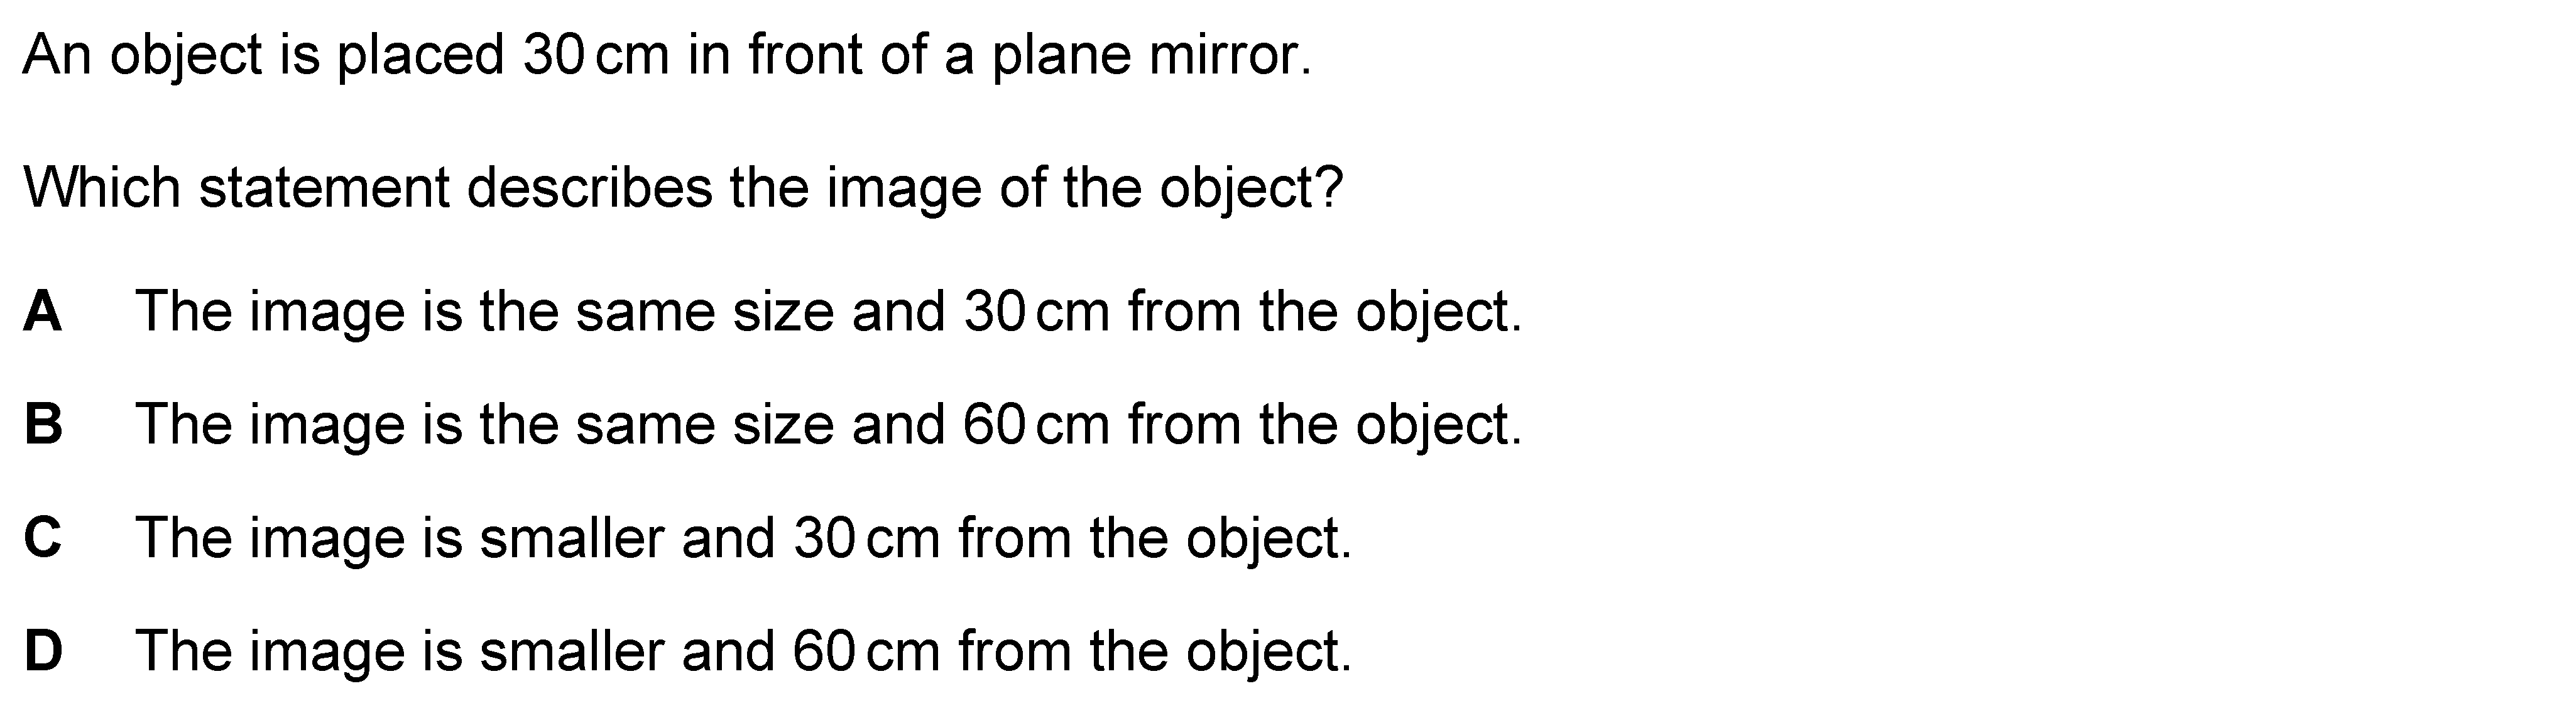 An object is placed 30 cm in front of a plane mirror.
Which statement describes the image of the object?
A The image is the same size and 30 cm from the object.
B The image is the same size and 60 cm from the object.
C The image is smaller and 30 cm from the object.
D The image is smaller and 60 cm from the object.